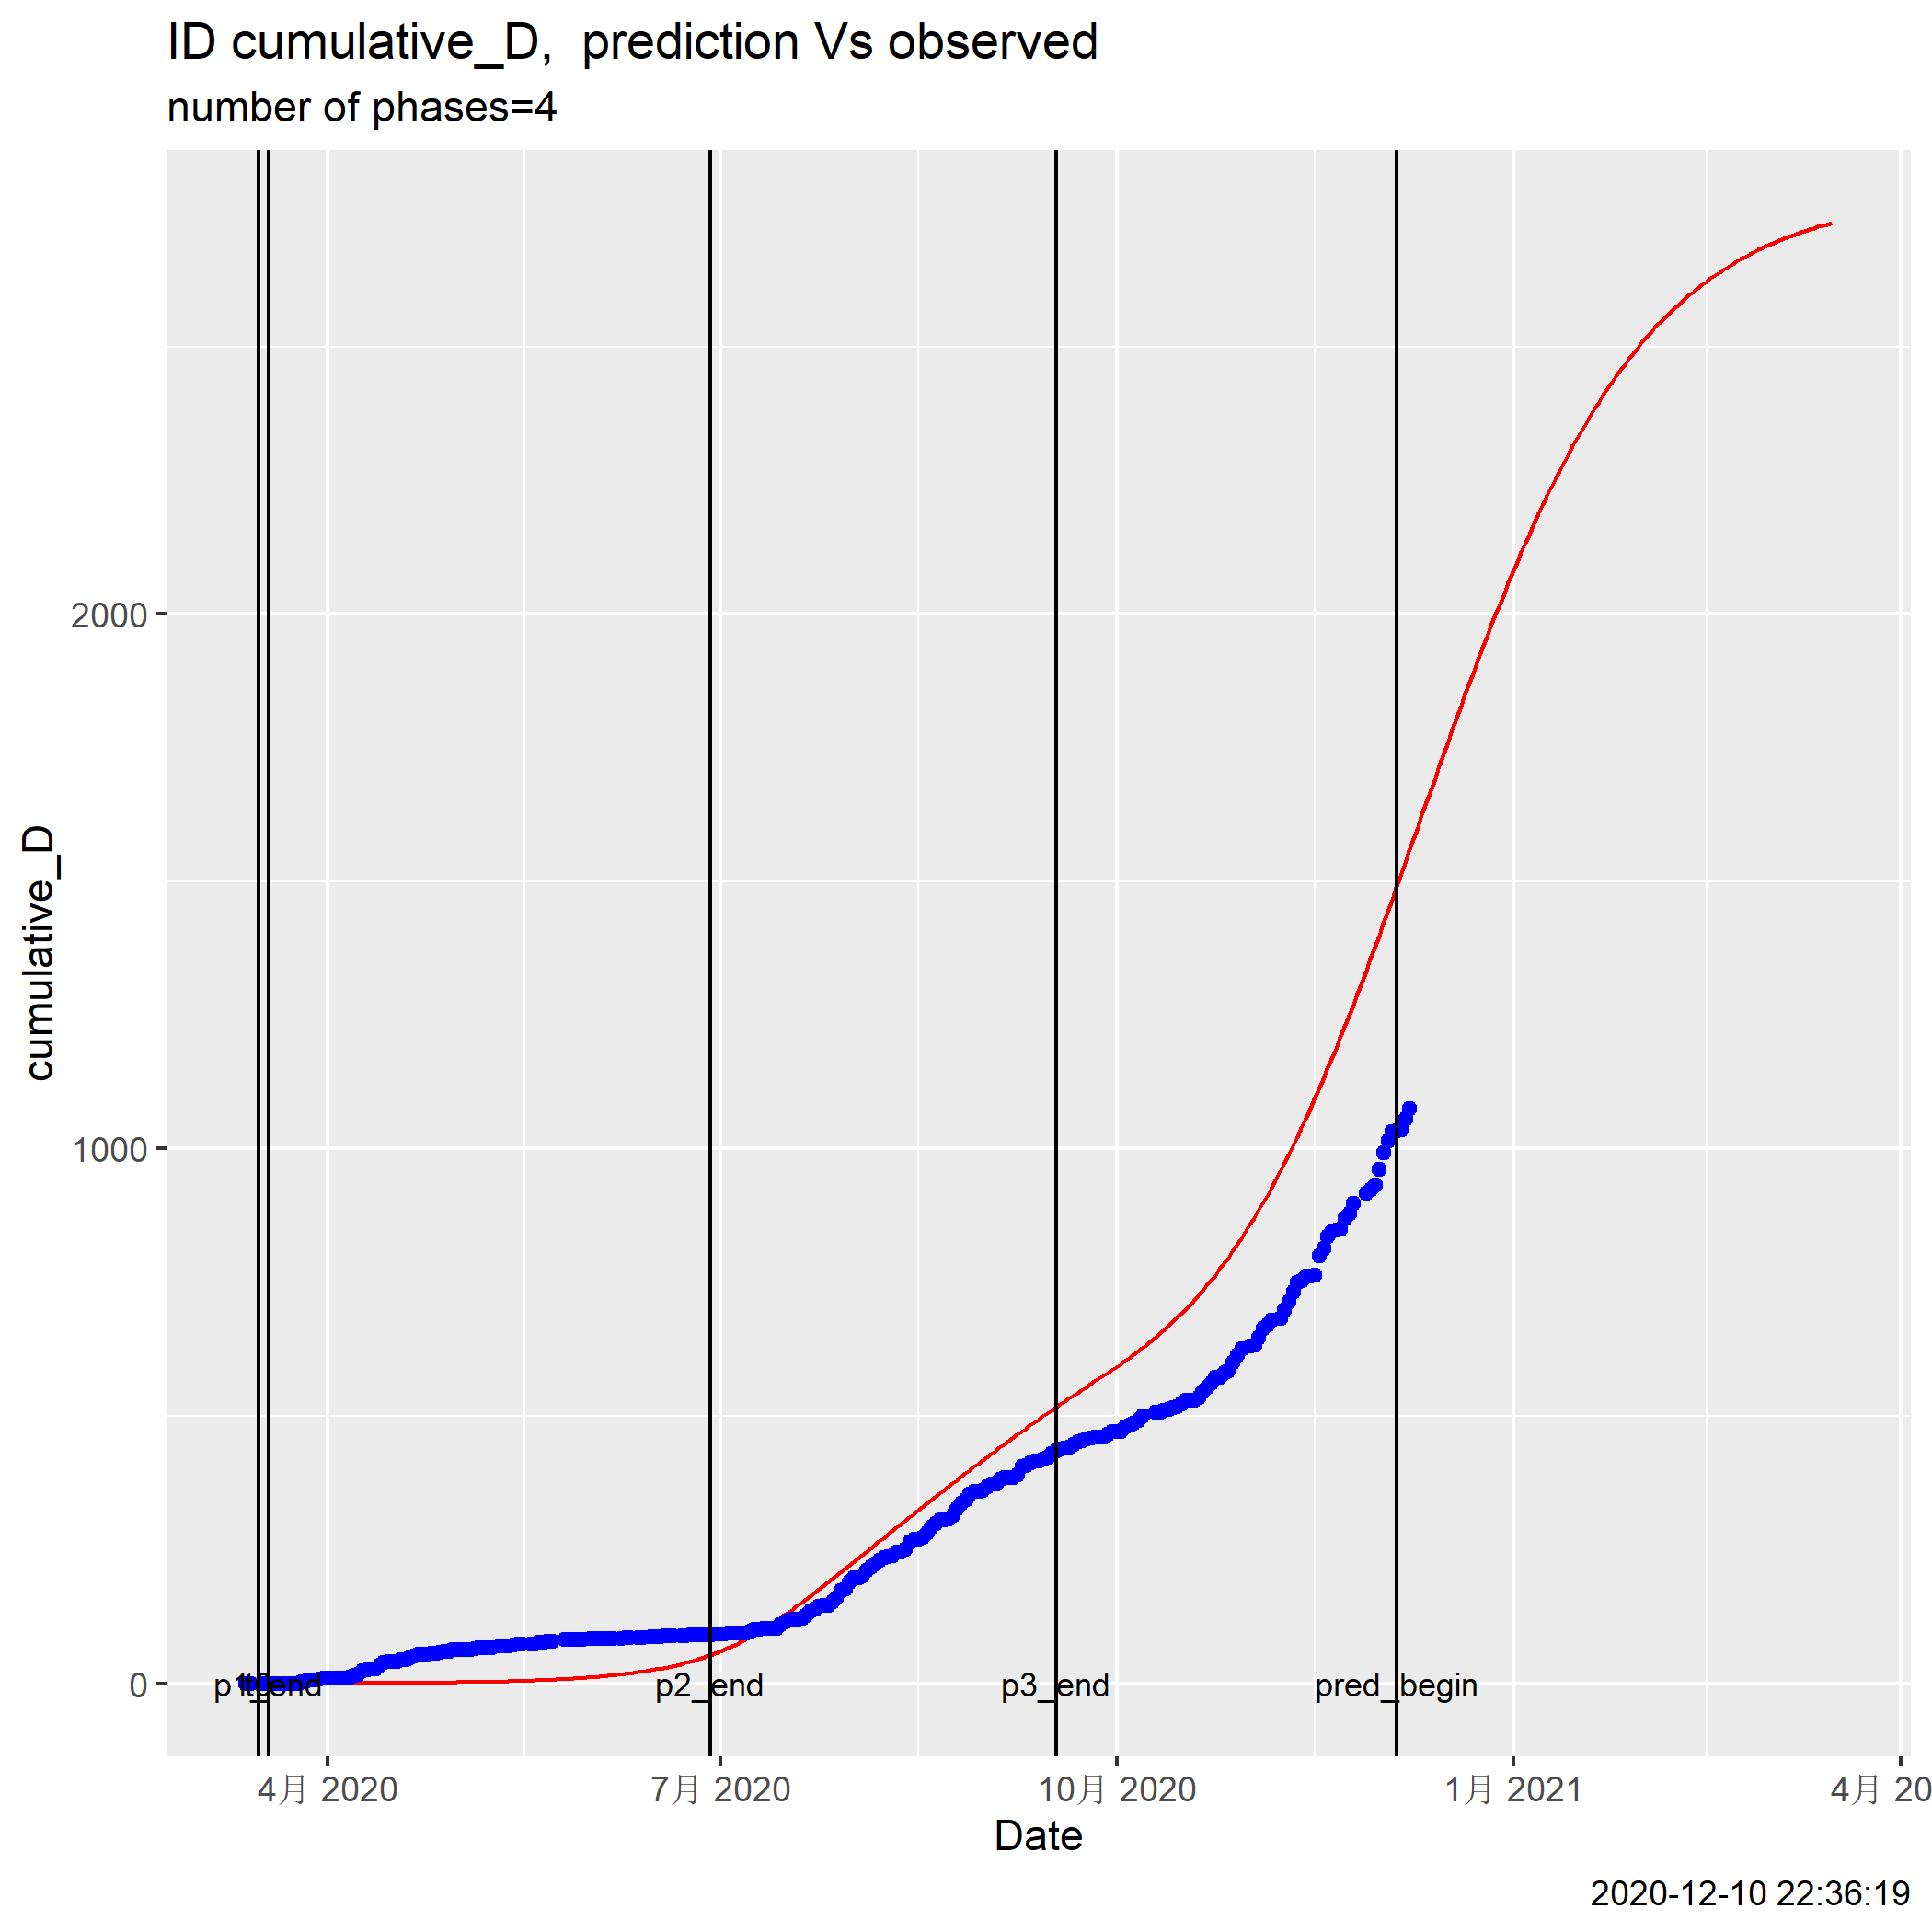 ID cumulative_D,  prediction Vs observed
number of phases=4
cumulative_D
2000
1000
0
p1_end
t0
p2_end
p3_end
pred_begin
4月 2020
7月 2020
10月 2020
1月 2021
4月 20
Date
2020-12-10 22:36:19